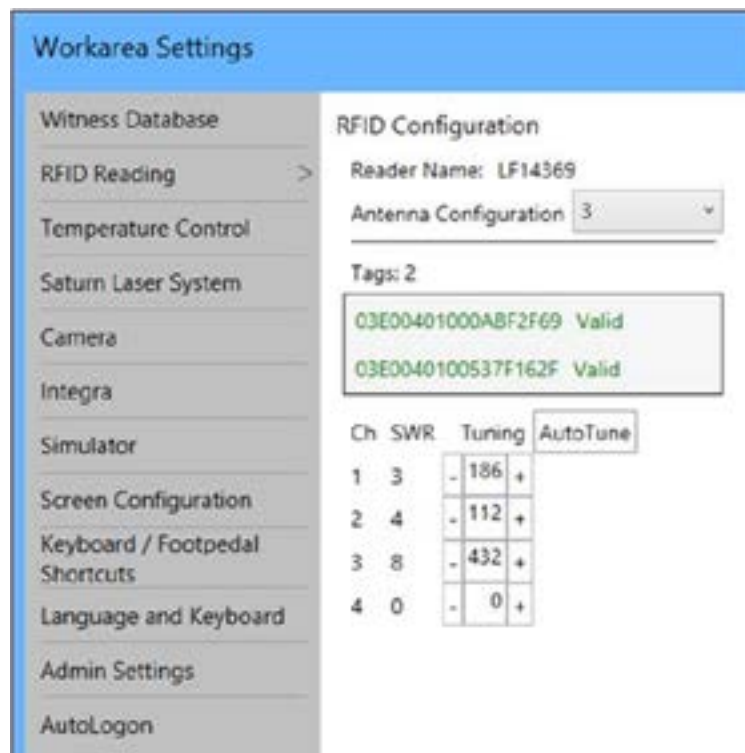 Workarea Settings
Witness Database
RFID Reading >
Temperature Control
Saturn Laser System
Camera
Integra
Simulator
Screen Configuration
Keyboard / Footpedal
Shortcuts
Language and Keyboard
Admin Settings
AutoLogon
RFID Configuration
Reader Name: LF14369
Antenna Configuration 3
Tags: 2
03E00401000ABF2F69 Valid
03E0040100537F162F Valid
Ch SWR Tuning AutoTune
1 3 - 186 +
2 4 - 112 +
3 8 - 432 +
4 0 - 0 +